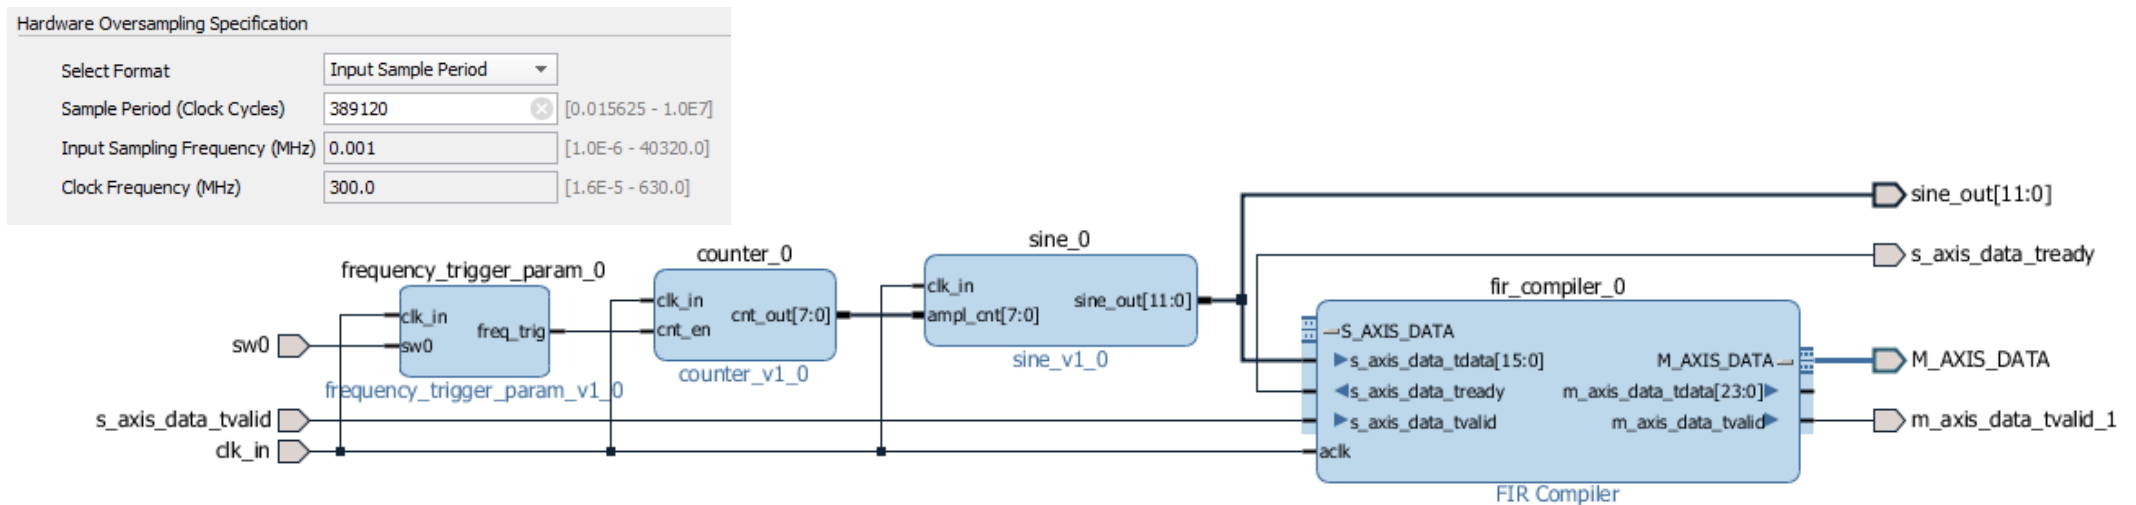 Hardware Oversampling Specification
Select Format Input Sample Period
Sample Period (Clock Cycles) 389120 [0.015625 - 1.0E7]
Input Sampling Frequency (MHz) 0.001 [1.0E-6 - 40320.0]
Clock Frequency (MHz) 300.0 [1.6E-5 - 630.0]
frequency_trigger_param_0
clk_in
sw0
freq_trig
frequency_trigger_param_v1_0
counter_0
clk_in
cnt_en
cnt_out[7:0]
counter_v1_0
sine_0
clk_in
ampl_cnt[7:0]
sine_out[11:0]
sine_v1_0
fir_compiler_0
S_AXIS_DATA
s_axis_data_tdata[15:0]
s_axis_data_tready
s_axis_data_tvalid
aclk
M_AXIS_DATA
m_axis_data_tdata[23:0]
m_axis_data_tvalid
FIR Compiler
sw0
s_axis_data_tvalid
clk_in
sine_out[11:0]
s_axis_data_tready
M_AXIS_DATA
m_axis_data_tvalid_1